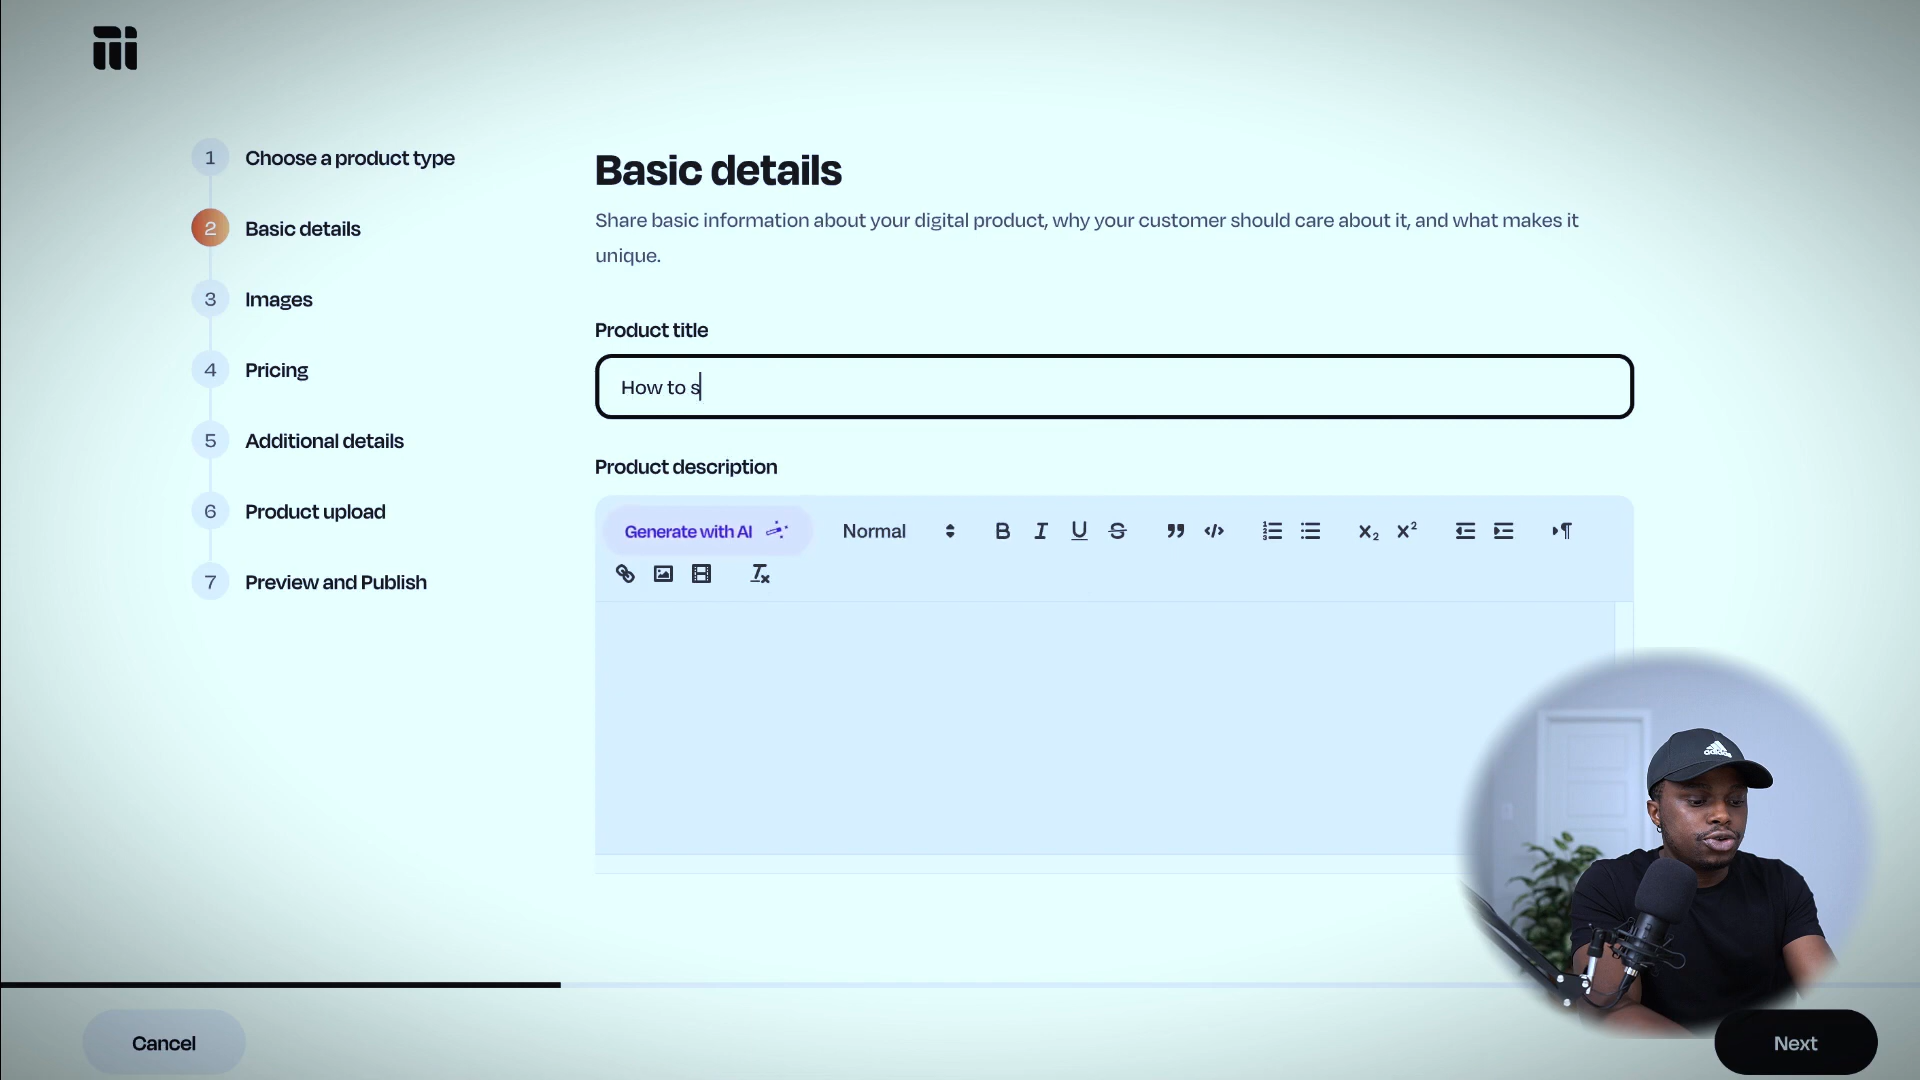 1 Choose a product type
2 Basic details
3 Images
4 Pricing
5 Additional details
6 Product upload
7 Preview and Publish
Basic details
Share basic information about your digital product, why your customer should care about it, and what makes it
unique.
Product title
How to s
Product description
Generate with AI Normal
adidas
Cancel
Next